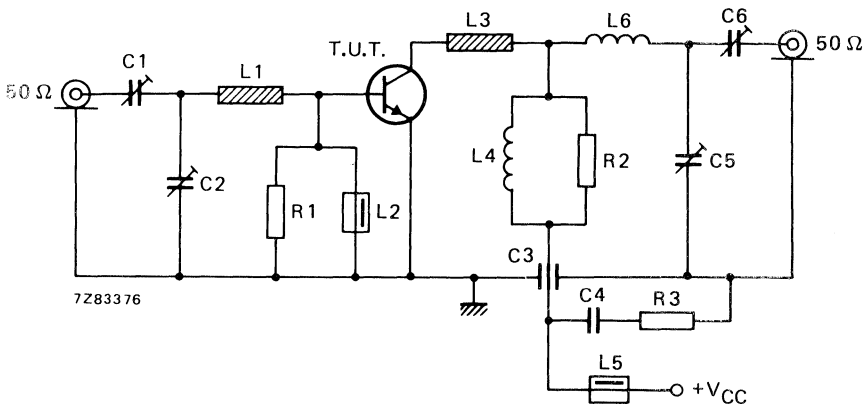 C1
L1
T.U.T.
L3
L6
C6
50 Ω
50 Ω
C2
R1
L2
L4
R2
C5
C3
C4
R3
L5
+VCC
7Z83376